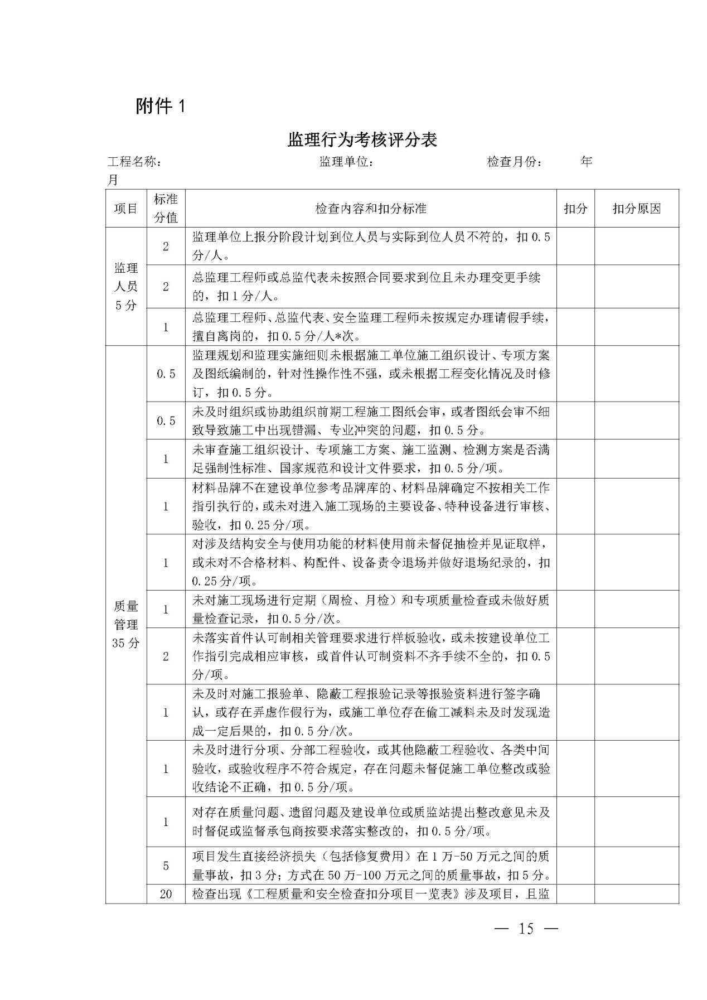 附件 1
监理行为考核评分表
工程名称： 监理单位： 检查月份： 年
月
项目 标准 检查内容和扣分标准 扣分 扣分原因
分值
监理
人员
5 分
2
监理单位上报分阶段计划到位人员与实际到位人员不符的，扣 0.5
分/人。
2
总监理工程师或总监代表未按照合同要求到位且未办理变更手续
的，扣 1 分/人。
1
总监理工程师、总监代表、安全监理工程师未按规定办理请假手续，
擅自离岗的，扣 0.5 分/人*次。
质量
管理
35 分
0.5
监理规划和监理实施细则未根据施工单位施工组织设计、专项方案
及图纸编制的，针对性操作性不强，或未根据工程变化情况及时修
订，扣 0.5 分。
0.5
未及时组织或协助组织前期工程施工图纸会审，或者图纸会审不细
致导致施工中出现错漏、专业冲突的问题，扣 0.5 分。
1
未审查施工组织设计、专项施工方案、施工监测、检测方案是否满
足强制性标准、国家规范和设计文件要求，扣 0.5 分/项。
1
材料品牌不在建设单位参考品牌库的、材料品牌确定不按相关工作
指引执行的，或未对进入施工现场的主要设备、特种设备进行审核、
验收，扣 0.25 分/项。
1
对涉及结构安全与使用功能的材料使用前未督促抽检并见证取样，
或未对不合格材料、构配件、设备责令退场并做好退场纪录的，扣
0.25 分/项。
1
未对施工现场进行定期（周检、月检）和专项质量检查或未做好质
量检查记录，扣 0.5 分/次。
2
未落实首件认可制相关管理要求进行样板验收，或未按建设单位工
作指引完成相应审核，或首件认可制资料不齐手续不全的，扣 0.5
分/项。
1
未及时对施工报验单、隐蔽工程报验记录等报验资料进行签字确
认，或存在弄虚作假行为，或施工单位存在偷工减料未及时发现造
成一定后果的，扣 0.5 分/次。
1
未及时进行分项、分部工程验收，或其他隐蔽工程验收、各类中间
验收，或验收程序不符合规定，存在问题未督促施工单位整改或验
收结论不正确，扣 0.5 分/项。
1
对存在质量问题、遗留问题及建设单位或质监站提出整改意见未及
时督促或监督承包商按要求落实整改的，扣 0.5 分/项。
5
项目发生直接经济损失（包括修复费用）在 1 万-50 万元之间的质
量事故，扣 3 分；方式在 50 万-100 万元之间的质量事故，扣 5 分。
20 检查出现《工程质量和安全检查扣分项目一览表》涉及项目，且监
— 15 —